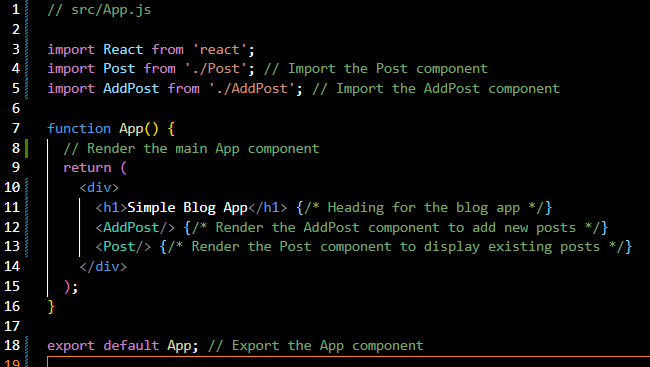 1 // src/App.js
2
3 import React from 'react';
4 import Post from './Post'; // Import the Post component
5 import AddPost from './AddPost'; // Import the AddPost component
6
7 function App() {
8   // Render the main App component
9   return (
10     <div>
11       <h1>Simple Blog App</h1> {/* Heading for the blog app */}
12       <AddPost/> {/* Render the AddPost component to add new posts */}
13       <Post/> {/* Render the Post component to display existing posts */}
14     </div>
15   );
16 }
17
18 export default App; // Export the App component
19